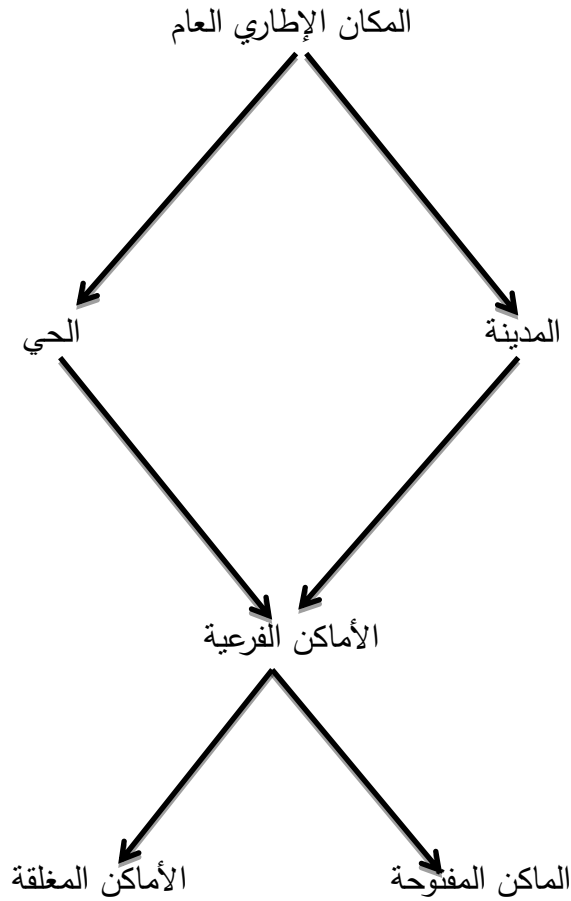 المكان الإطاري العام
المدينة
الحي
الأماكن الفرعية
الماكن المفتوحة
الأماكن المغلقة